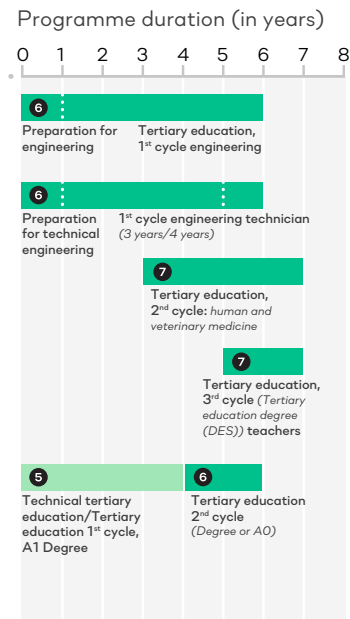 Programme duration (in years)
0 1 2 3 4 5 6 7 8
6
Preparation for
engineering
Tertiary education,
1st cycle engineering
6
Preparation
for technical
engineering
1st cycle engineering technician
(3 years/4 years)
7
Tertiary education,
2nd cycle: human and
veterinary medicine
7
Tertiary education,
3rd cycle (Tertiary
education degree
(DES)) teachers
5
Technical tertiary
education/Tertiary
education 1st cycle,
A1 Degree
6
Tertiary education
2nd cycle
(Degree or A0)